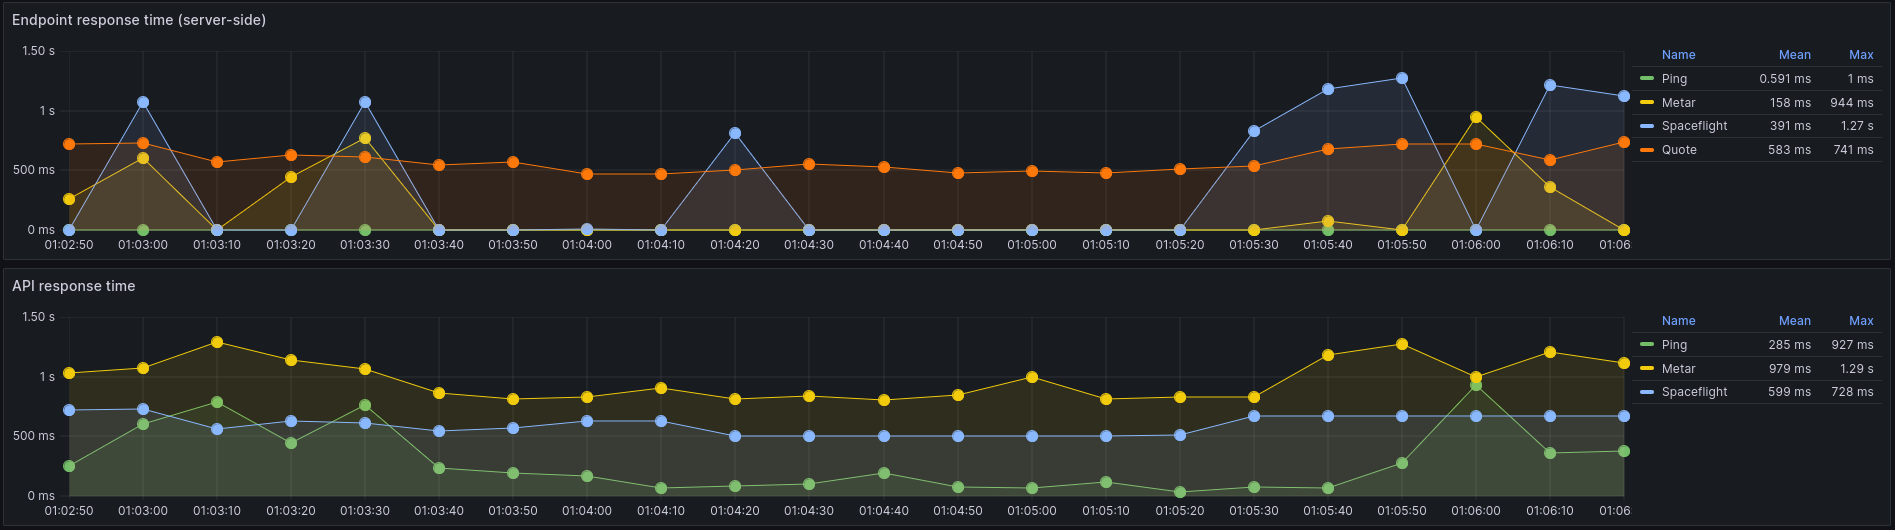 Endpoint response time (server-side)
1.50 s
1 s
500 ms
0 ms
01:02:50 01:03:00 01:03:10 01:03:20 01:03:30 01:03:40 01:03:50 01:04:00 01:04:10 01:04:20 01:04:30 01:04:40 01:04:50 01:05:00 01:05:10 01:05:20 01:05:30 01:05:40 01:05:50 01:06:00 01:06:10 01:06
Name Mean Max
Ping 0.591 ms 1 ms
Metar 158 ms 944 ms
Spaceflight 391 ms 1.27 s
Quote 583 ms 741 ms
API response time
1.50 s
1 s
500 ms
0 ms
01:02:50 01:03:00 01:03:10 01:03:20 01:03:30 01:03:40 01:03:50 01:04:00 01:04:10 01:04:20 01:04:30 01:04:40 01:04:50 01:05:00 01:05:10 01:05:20 01:05:30 01:05:40 01:05:50 01:06:00 01:06:10 01:06
Name Mean Max
Ping 285 ms 927 ms
Metar 979 ms 1.29 s
Spaceflight 599 ms 728 ms